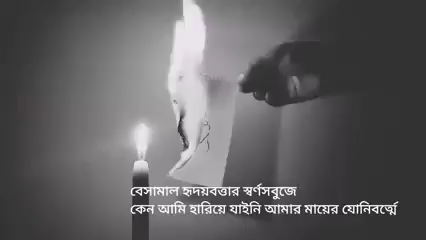 বেসামাল হৃদয়বত্তার স্বর্ণসবুজে
কেন আমি হারিয়ে যাইনি আমার মায়ের যোনিবর্ত্মে